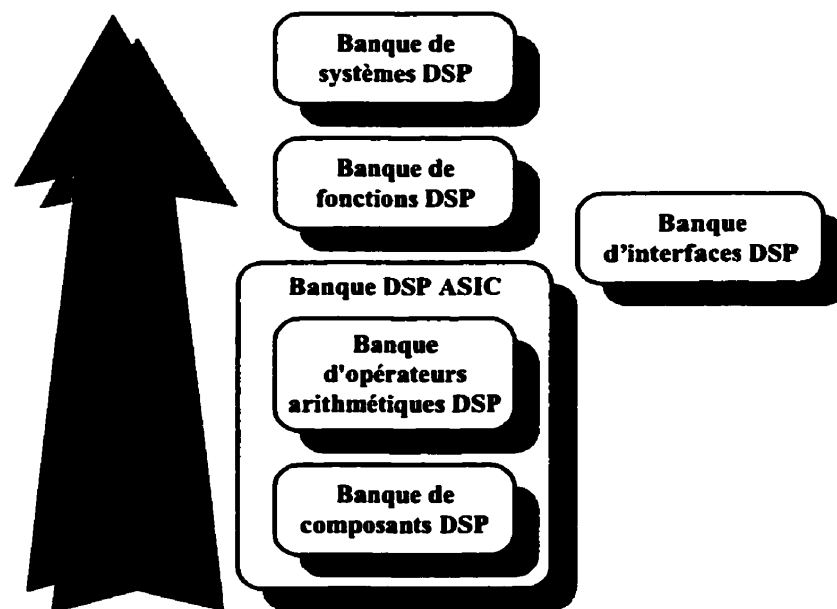 Banque de
systèmes DSP
Banque de
fonctions DSP
Banque
d'interfaces DSP
Banque DSP ASIC
Banque
d'opérateurs
arithmétiques DSP
Banque de
composants DSP